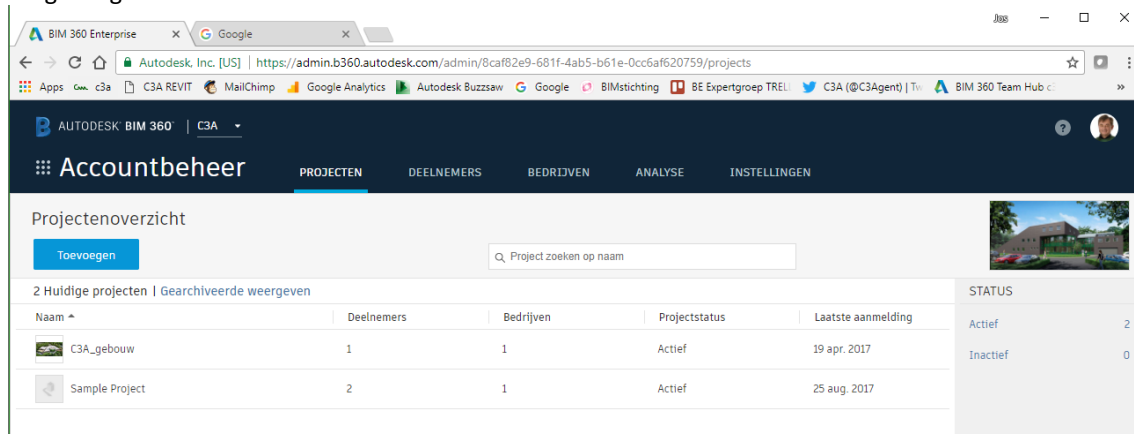 Jos
BIM 360 Enterprise
Google
Autodesk, Inc. [US] | https://admin.b360.autodesk.com/admin/8caf82e9-681f-4ab5-b61e-0cc6af620759/projects
Apps c3a C3A REVIT MailChimp Google Analytics Autodesk Buzzsaw Google BIMstichting BE Expertgroep TREL C3A (@C3Agent) | Tw BIM 360 Team Hub c3 »
AUTODESK® BIM 360® | C3A
Accountbeheer PROJECTEN DEELNEMERS BEDRIJVEN ANALYSE INSTELLINGEN
Projectenoverzicht
Toevoegen
Project zoeken op naam
2 Huidige projecten | Gearchiveerde weergeven
STATUS
Naam Deelnemers Bedrijven Projectstatus Laatste aanmelding
Actief 2
C3A_gebouw 1 1 Actief 19 apr. 2017
Inactief 0
Sample Project 2 1 Actief 25 aug. 2017